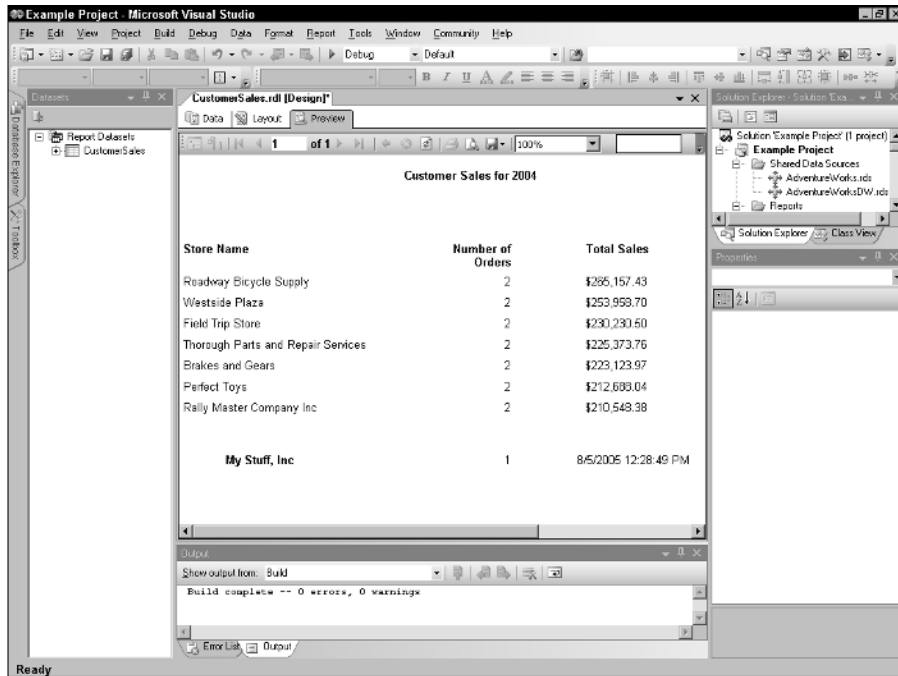 Example Project - Microsoft Visual Studio
File Edit View Project Build Debug Data Format Report Tools Window Community Help
Debug Default
B I U A
Datasets
CustomerSales.rdl [Design]*
Solution Explorer - Solution 'Exa...
Database Explorer
Toolbox
Data Layout Preview
Report Datasets
CustomerSales
1 of 1 100%
Solution 'Example Project' (1 project)
Example Project
Shared Data Sources
AdventureWorks.rds
AdventureWorksDW.rds
Reports
Solution Explorer Class View
Properties
Customer Sales for 2004
Store Name Number of Orders Total Sales
Roadway Bicycle Supply 2 $265,157.43
Westside Plaza 2 $253,958.70
Field Trip Store 2 $230,230.50
Thorough Parts and Repair Services 2 $225,373.76
Brakes and Gears 2 $223,123.97
Perfect Toys 2 $212,688.04
Rally Master Company Inc 2 $210,548.38
My Stuff, Inc 1 8/5/2005 12:28:49 PM
Output
Show output from: Build
Build complete -- 0 errors, 0 warnings
Error List Output
Ready